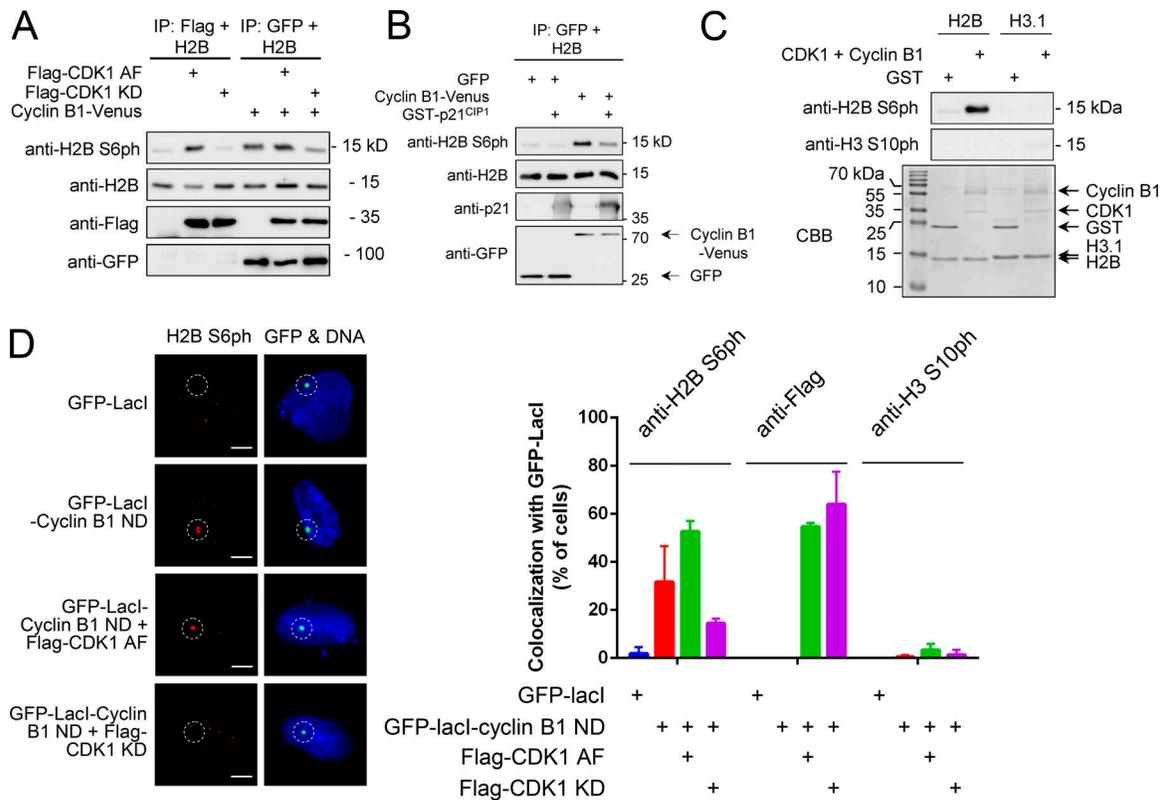 A
IP: Flag + H2B
IP: GFP + H2B
Flag-CDK1 AF + +
Flag-CDK1 KD + +
Cyclin B1-Venus + + +
anti-H2B S6ph - 15 kD
anti-H2B - 15
anti-Flag - 35
anti-GFP - 100
B
IP: GFP +
H2B
GFP + +
Cyclin B1-Venus + +
GST-p21CIP1 + +
anti-H2B S6ph 15 kD
anti-H2B 15
anti-p21 35
anti-GFP 70 Cyclin B1 -Venus
25 GFP
C
H2B H3.1
CDK1 + Cyclin B1 + +
GST + +
anti-H2B S6ph - 15 kDa
anti-H3 S10ph - 15
CBB
70 kDa
55
35
25
15
10
Cyclin B1
CDK1
GST
H3.1
H2B
D
H2B S6ph GFP & DNA
GFP-LacI
GFP-LacI
-Cyclin B1 ND
GFP-LacI-
Cyclin B1 ND +
Flag-CDK1 AF
GFP-LacI-Cyclin
B1 ND + Flag-
CDK1 KD
anti-H2B S6ph
anti-Flag
anti-H3 S10ph
Colocalization with GFP-LacI
(% of cells)
100
80
60
40
20
0
GFP-lacI + + +
GFP-lacI-cyclin B1 ND + + + + + + + + +
Flag-CDK1 AF + + +
Flag-CDK1 KD + + +